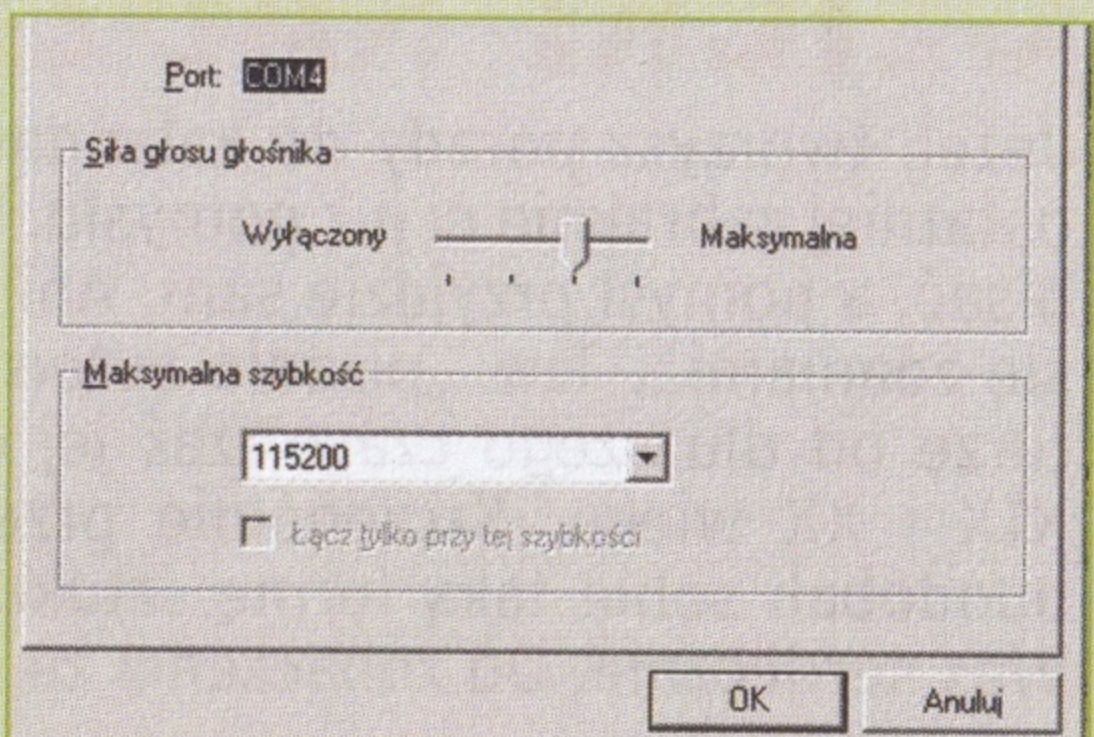 Port: COM4
Siła głosu głośnika
Wyłączony Maksymalna
Maksymalna szybkość
115200
Łącz tylko przy tej szybkości
OK Anuluj